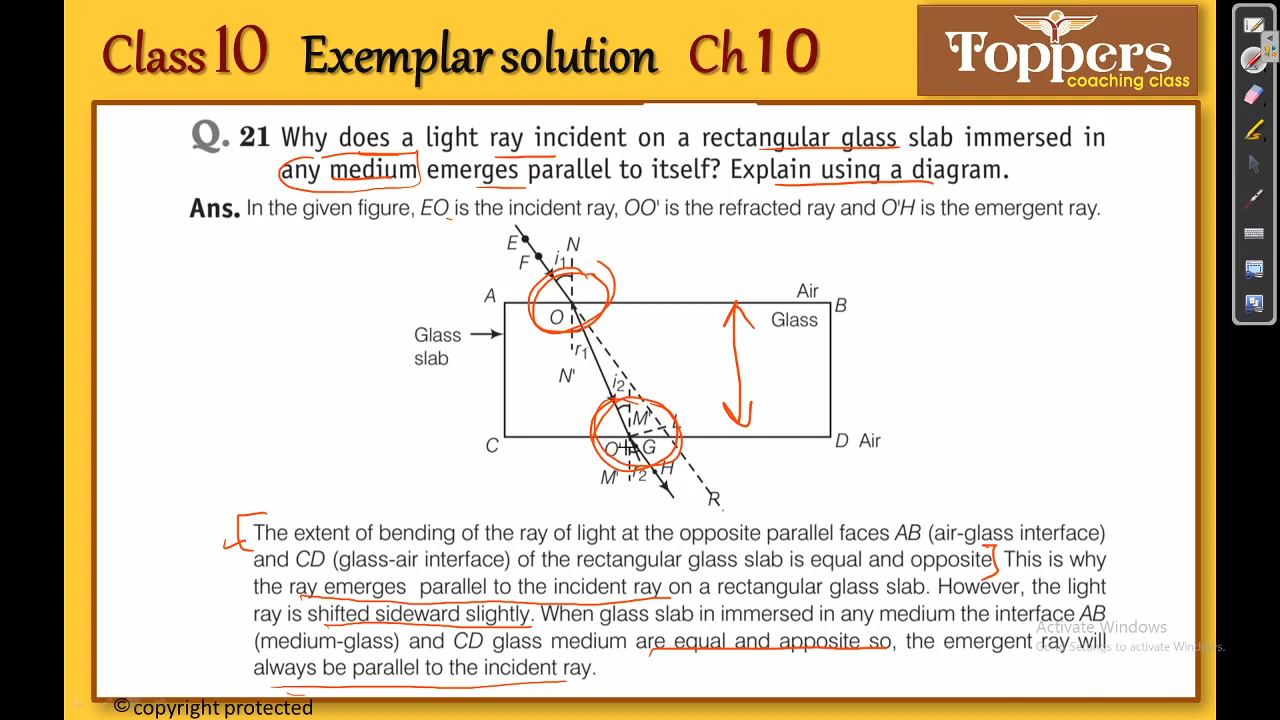 Class 10 Exemplar solution Ch 10
Toppers
coaching class
Q. 21 Why does a light ray incident on a rectangular glass slab immersed in
any medium emerges parallel to itself? Explain using a diagram.
Ans. In the given figure, EO is the incident ray, OO' is the refracted ray and O'H is the emergent ray.
E
N
F
i1
Air
A
B
O
Glass
Glass
slab
r1
N'
i2
M
L
C
O'
G
D Air
M'
r2
H
R
The extent of bending of the ray of light at the opposite parallel faces AB (air-glass interface)
and CD (glass-air interface) of the rectangular glass slab is equal and opposite. This is why
the ray emerges parallel to the incident ray on a rectangular glass slab. However, the light
ray is shifted sideward slightly. When glass slab in immersed in any medium the interface AB
(medium-glass) and CD glass medium are equal and apposite so, the emergent ray will
always be parallel to the incident ray.
Activate Windows
Go to Settings to activate Windows.
© copyright protected